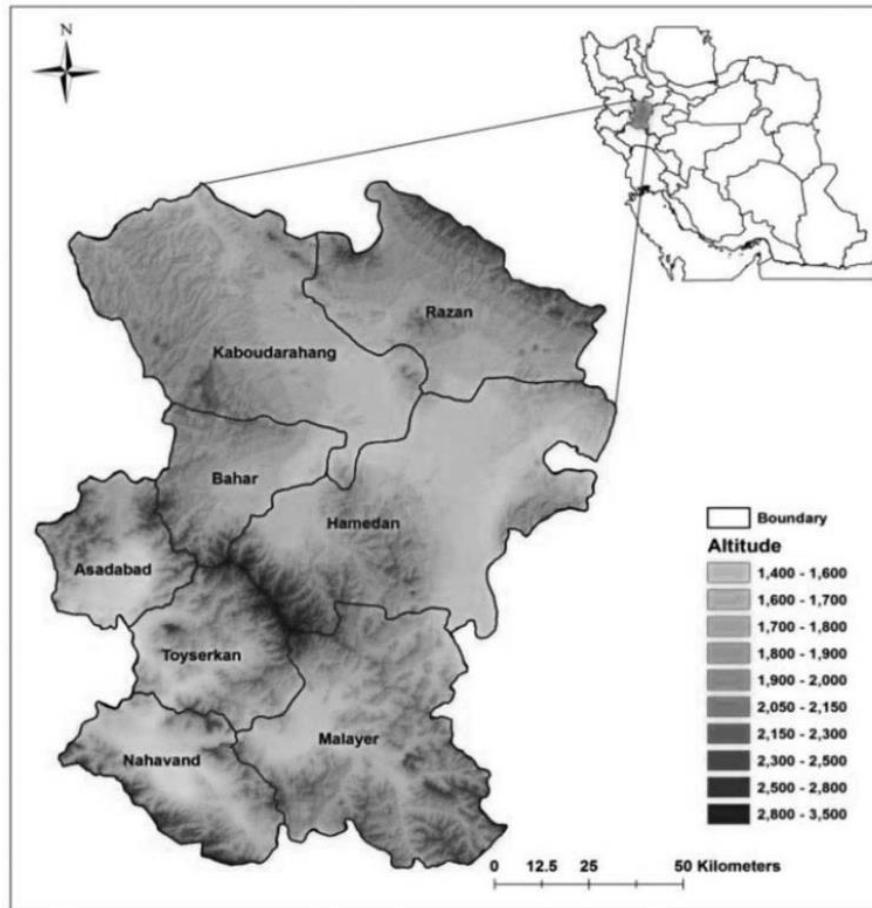 N
Razan
Kaboudarahang
Bahar
Hamedan
Asadabad
Toyserkan
Malayer
Nahavand
Boundary
Altitude
1,400 - 1,600
1,600 - 1,700
1,700 - 1,800
1,800 - 1,900
1,900 - 2,000
2,050 - 2,150
2,150 - 2,300
2,300 - 2,500
2,500 - 2,800
2,800 - 3,500
0 12.5 25 50 Kilometers